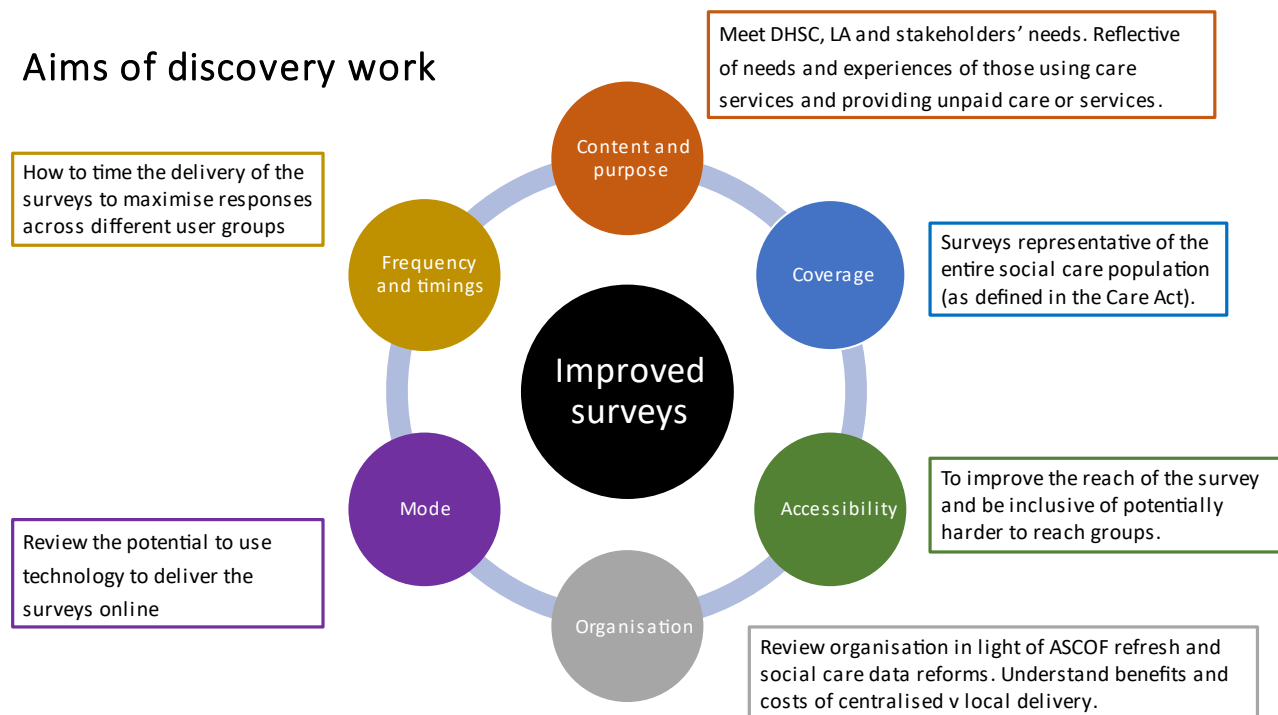 Aims of discovery work
Meet DHSC, LA and stakeholders’ needs. Reflective
of needs and experiences of those using care
services and providing unpaid care or services.
Content and
purpose
How to time the delivery of the
surveys to maximise responses
across different user groups
Frequency
and timings
Coverage
Surveys representative of the
entire social care population
(as defined in the Care Act).
Improved
surveys
Mode
Accessibility
To improve the reach of the survey
and be inclusive of potentially
harder to reach groups.
Review the potential to use
technology to deliver the
surveys online
Organisation
Review organisation in light of ASCOF refresh and
social care data reforms. Understand benefits and
costs of centralised v local delivery.